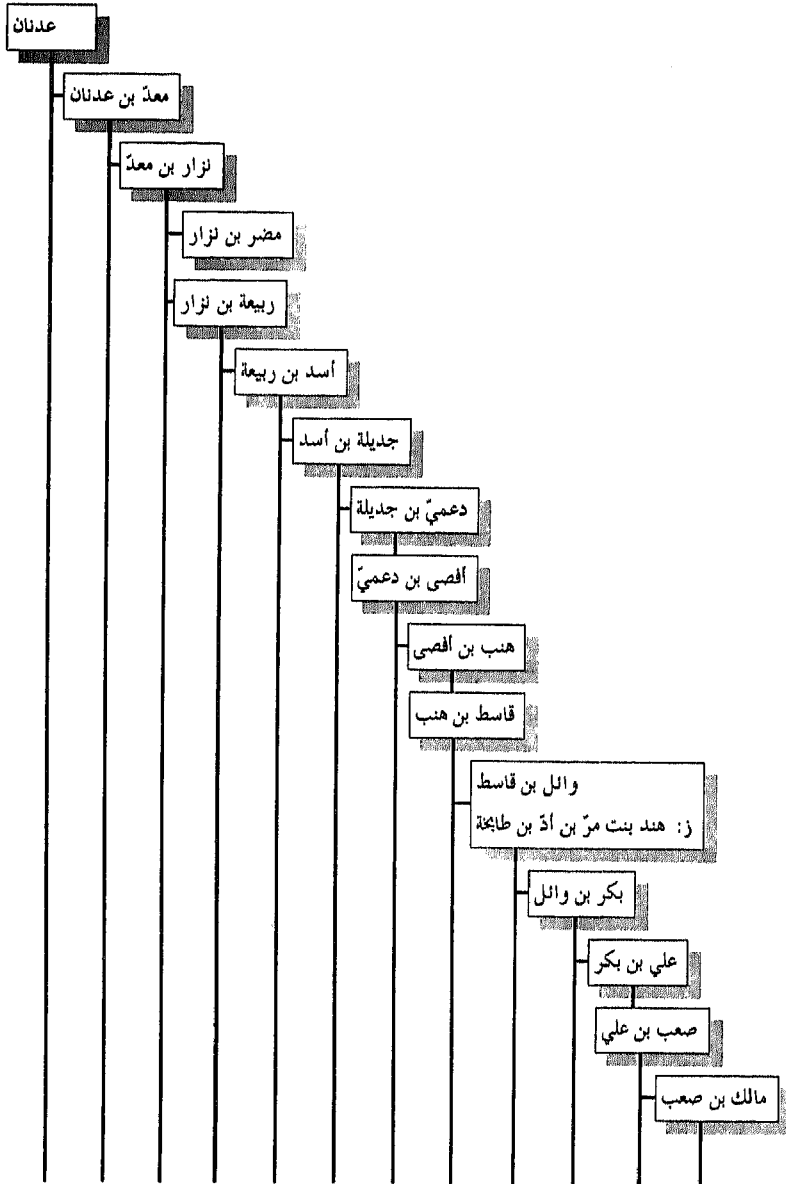 عدنان
معدّ بن عدنان
نزار بن معدّ
مضر بن نزار
ربيعة بن نزار
أسد بن ربيعة
جديلة بن أسد
دعميّ بن جديلة
أفصى بن دعميّ
هنب بن أفصى
قاسط بن هنب
وائل بن قاسط
ز: هند بنت مرّ بن أدّ بن طابخة
بكر بن وائل
علي بن بكر
صعب بن علي
مالك بن صعب